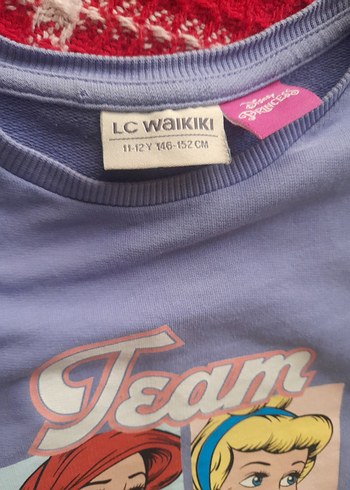 LC WAIKIKI
11-12 Y 146-152 CM
Disney
PRINCESS
Team